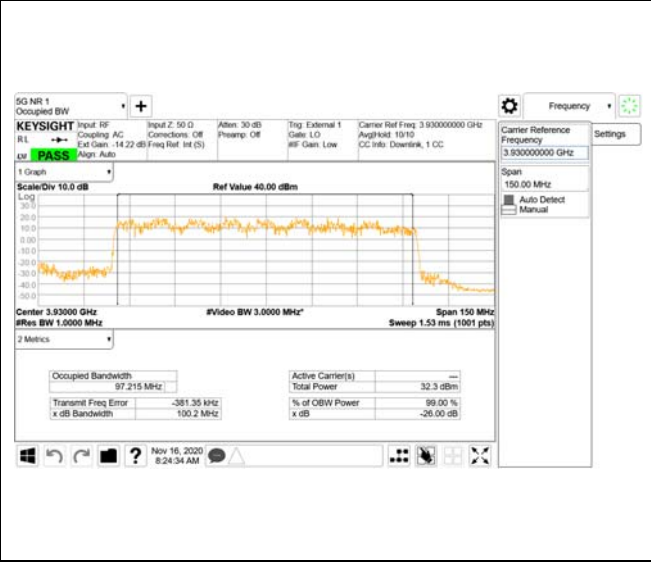 5G NR 1
Occupied BW
+
Frequency
KEYSIGHT Input: RF Input Z: 50 Ω Atten: 30 dB Trig: External 1 Carrier Ref Freq: 3.930000000 GHz
RL Coupling: AC Corrections: Off Preamp: Off Gate: LO Avg|Hold: 10/10
Ext Gain: -14.22 dB Freq Ref: Int (S) #IF Gain: Low CC Info: Downlink, 1 CC
PASS Align: Auto
Carrier Reference
Frequency
3.930000000 GHz
Settings
Span
150.00 MHz
Auto Detect
Manual
1 Graph
Scale/Div 10.0 dB Ref Value 40.00 dBm
Log
30.0
20.0
10.0
0.00
-10.0
-20.0
-30.0
-40.0
-50.0
Center 3.93000 GHz #Video BW 3.0000 MHz* Span 150 MHz
#Res BW 1.0000 MHz Sweep 1.53 ms (1001 pts)
2 Metrics
Occupied Bandwidth Active Carrier(s) —
97.215 MHz Total Power 32.3 dBm
Transmit Freq Error -381.35 kHz % of OBW Power 99.00 %
x dB Bandwidth 100.2 MHz x dB -26.00 dB
? Nov 16, 2020
8:24:34 AM